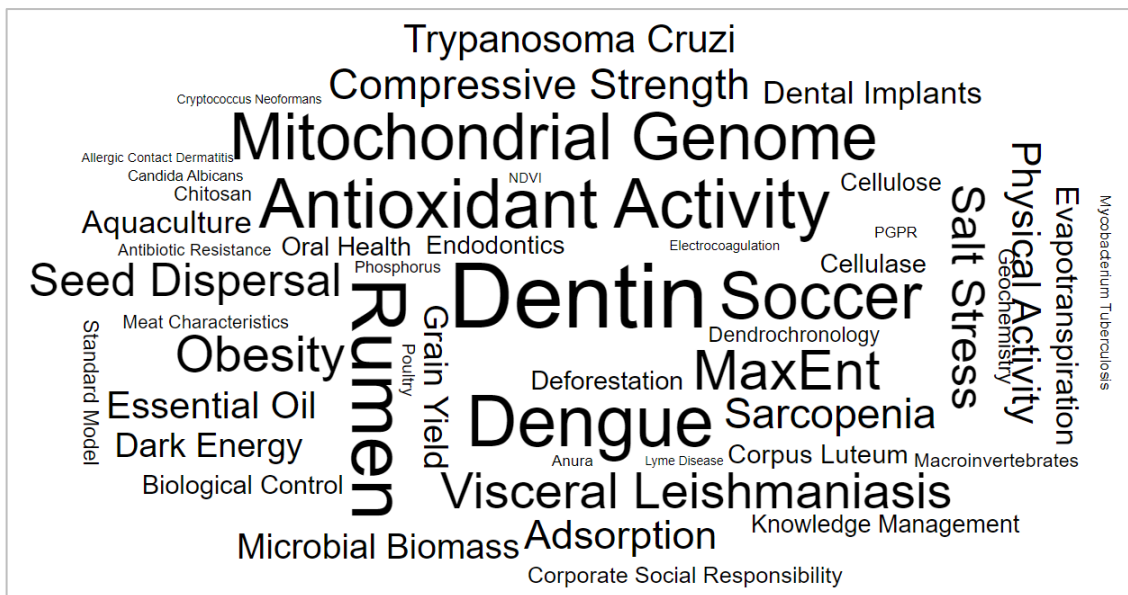 Trypanosoma Cruzi
Compressive Strength
Dental Implants
Cryptococcus Neoformans
Mitochondrial Genome
Allergic Contact Dermatitis
Candida Albicans
NDVI
Cellulose
Chitosan
Antioxidant Activity
Aquaculture
Physical Activity
Salt Stress
Evapotranspiration
Mycobacterium Tuberculosis
PGPR
Antibiotic Resistance
Oral Health
Endodontics
Electrocoagulation
Geochemistry
Seed Dispersal
Phosphorus
Cellulase
Dentin
Soccer
Rumen
Grain Yield
Meat Characteristics
Standard Model
Dendrochronology
Obesity
Poultry
Deforestation
MaxEnt
Essential Oil
Dengue
Sarcopenia
Dark Energy
Anura
Lyme Disease
Corpus Luteum
Macroinvertebrates
Biological Control
Visceral Leishmaniasis
Knowledge Management
Microbial Biomass
Adsorption
Corporate Social Responsibility